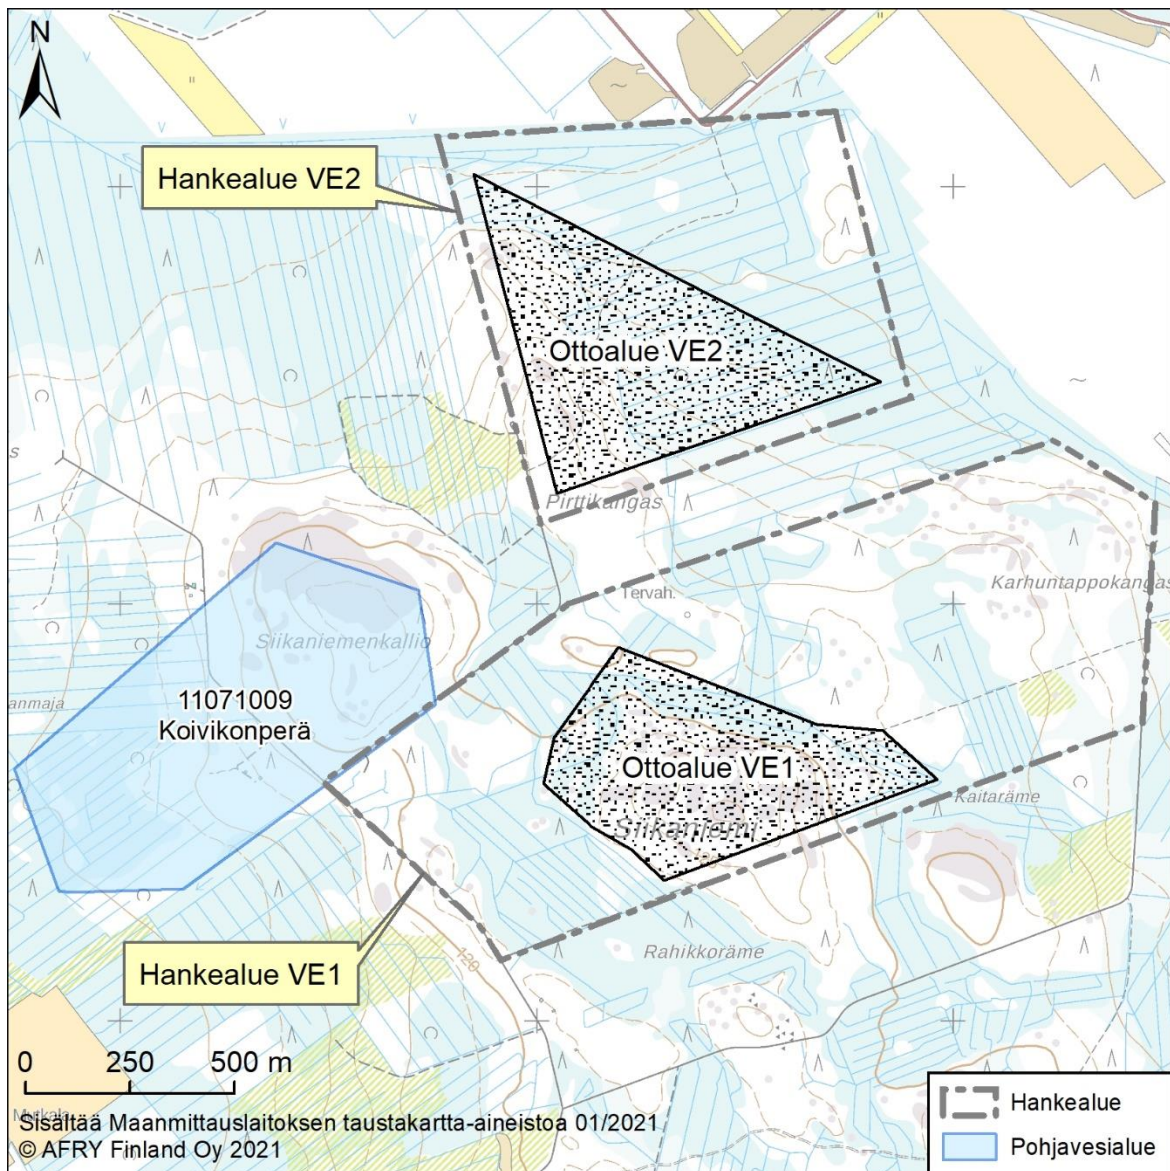 N
Hankealue VE2
Ottoalue VE2
Pirttikangas
Tervah.
Karhuntappokangas
Siikaniemenkallio
anmaja
11071009
Koivikonperä
Ottoalue VE1
Siikaniemi
Kaitaräme
Rahikkoräme
Hankealue VE1
120
0 250 500 m
Mutkala
Sisältää Maanmittauslaitoksen taustakartta-aineistoa 01/2021
© AFRY Finland Oy 2021
Hankealue
Pohjavesialue